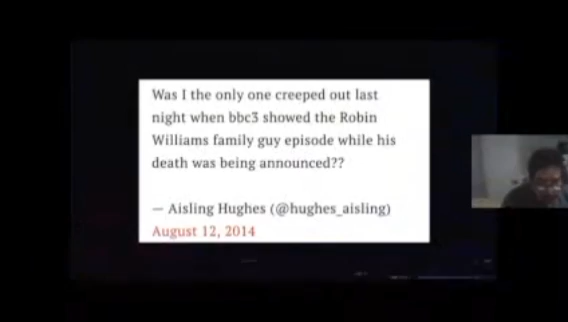 Was I the only one creeped out last
night when bbc3 showed the Robin
Williams family guy episode while his
death was being announced??
— Aisling Hughes (@hughes_aisling)
August 12, 2014